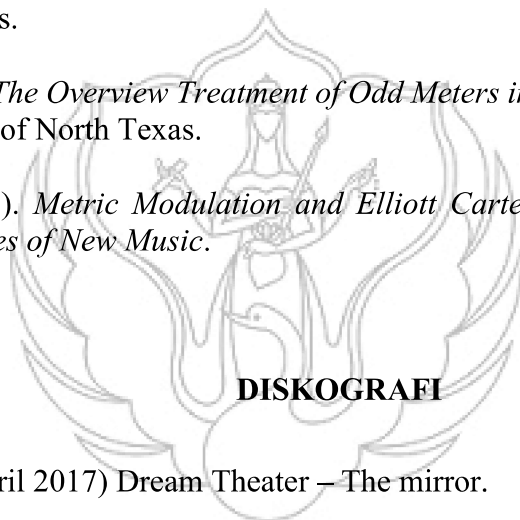 s.
The Overview Treatment of Odd Meters in
of North Texas.
). Metric Modulation and Elliott Carte
es of New Music.
DISKOGRAFI
ril 2017) Dream Theater – The mirror.